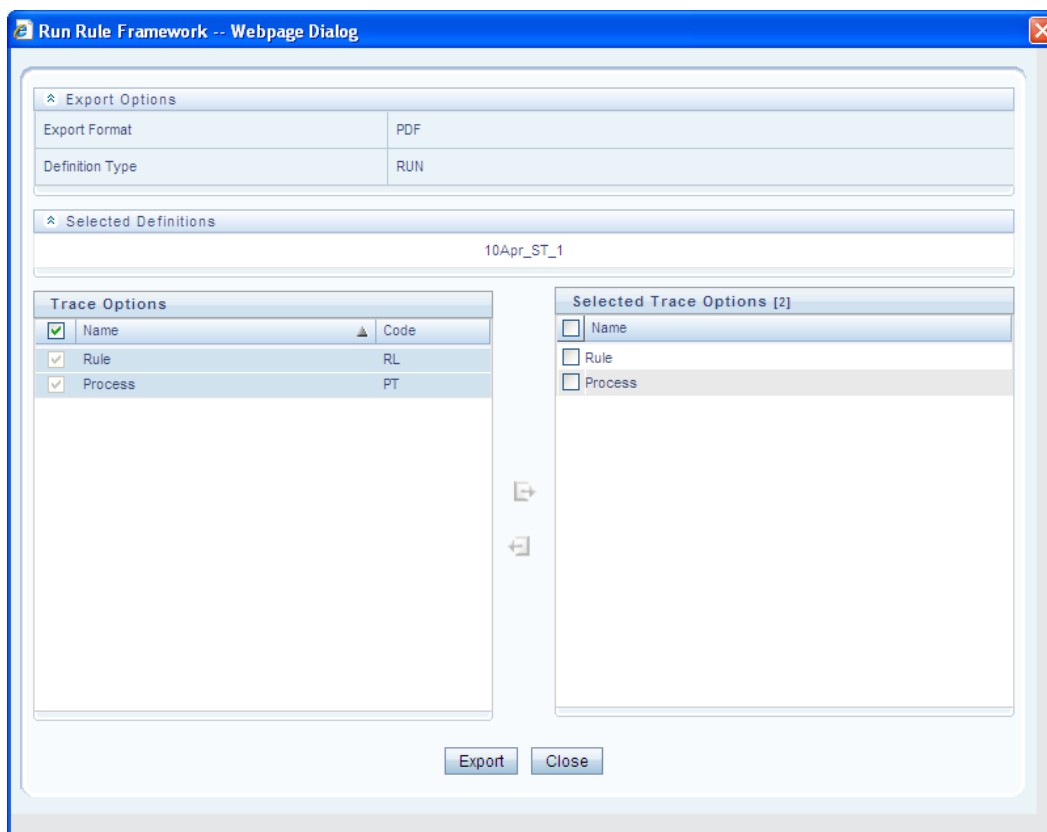 Run Rule Framework -- Webpage Dialog
Export Options
Export Format PDF
Definition Type RUN
Selected Definitions
10Apr_ST_1
Trace Options
Name Code
Rule RL
Process PT
Selected Trace Options [2]
Name
Rule
Process
Export Close